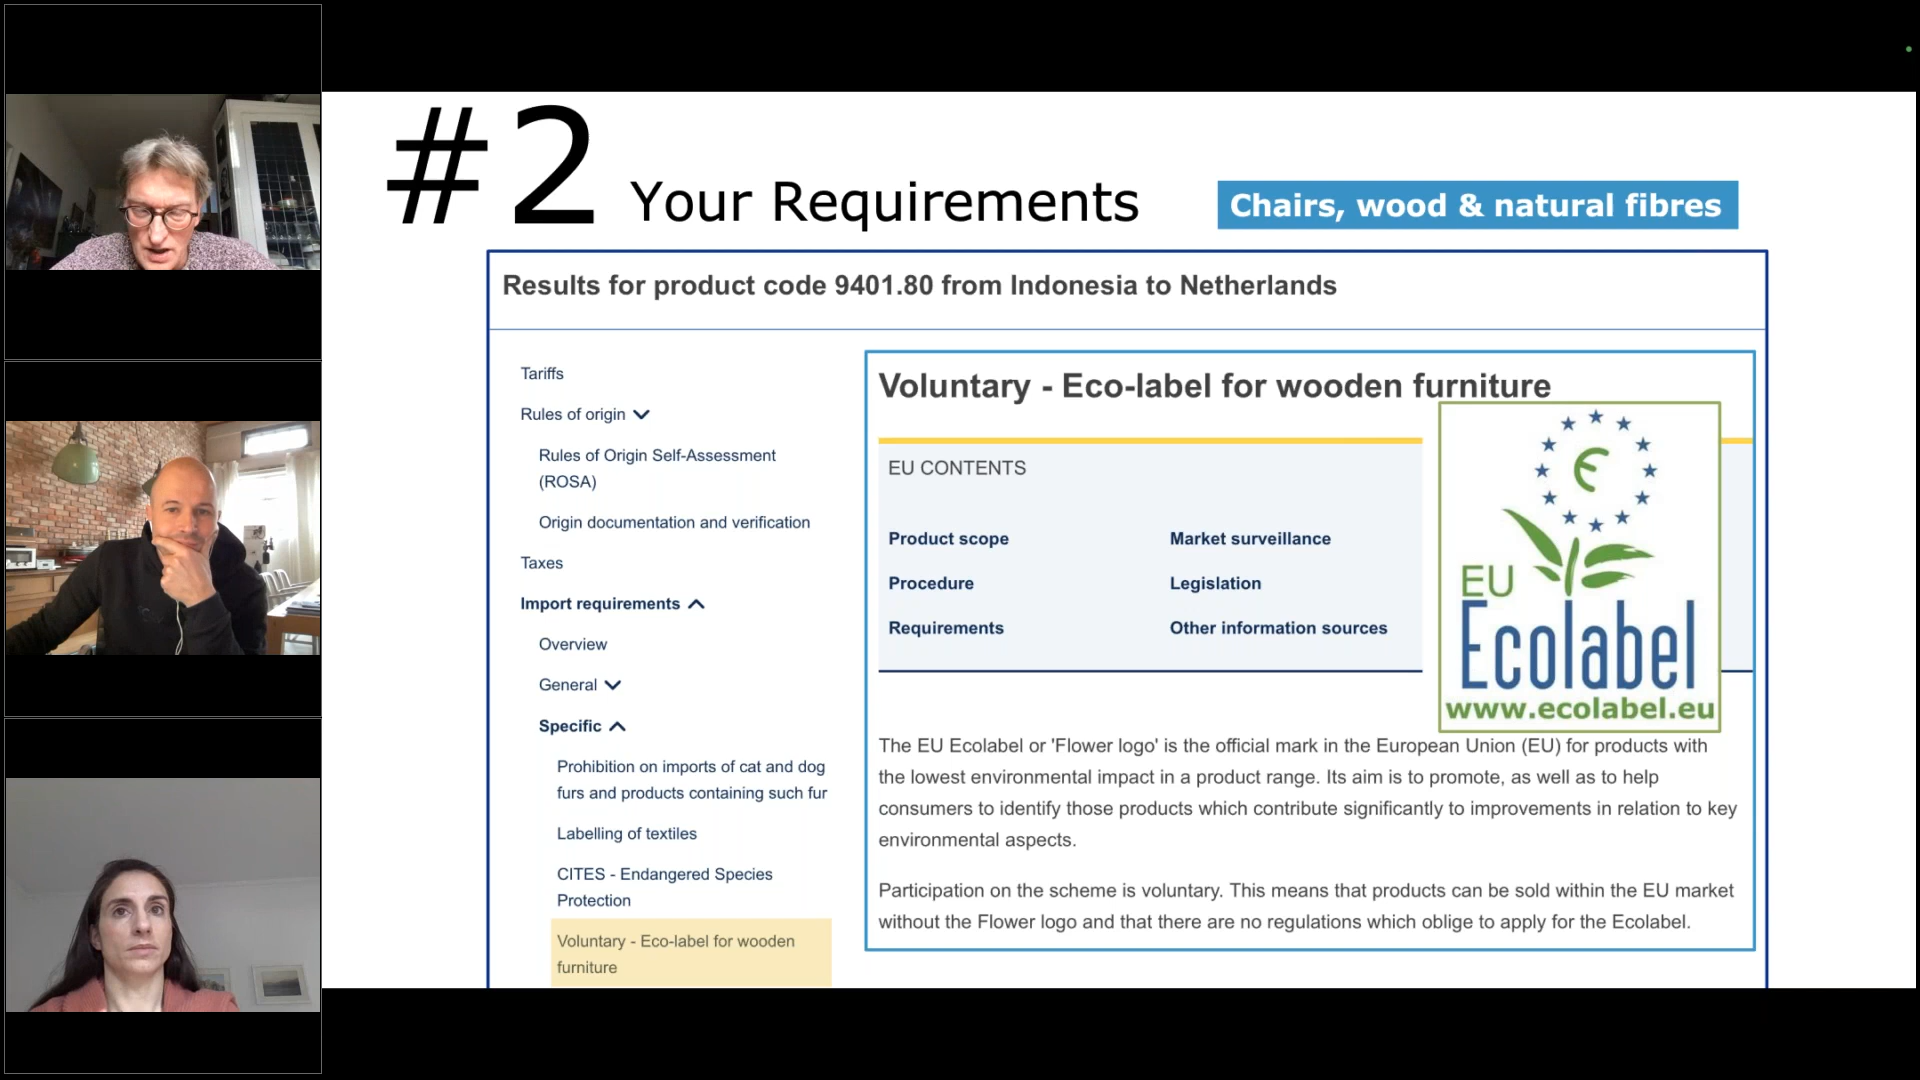 #2 Your Requirements
Chairs, wood & natural fibres
Results for product code 9401.80 from Indonesia to Netherlands
Tariffs
Rules of origin
Rules of Origin Self-Assessment
(ROSA)
Origin documentation and verification
Taxes
Import requirements
Overview
General
Specific
Prohibition on imports of cat and dog
furs and products containing such fur
Labelling of textiles
CITES - Endangered Species
Protection
Voluntary - Eco-label for wooden
furniture
Voluntary - Eco-label for wooden furniture
EU CONTENTS
Product scope
Procedure
Requirements
Market surveillance
Legislation
Other information sources
EU
Ecolabel
www.ecolabel.eu
The EU Ecolabel or 'Flower logo' is the official mark in the European Union (EU) for products with
the lowest environmental impact in a product range. Its aim is to promote, as well as to help
consumers to identify those products which contribute significantly to improvements in relation to key
environmental aspects.
Participation on the scheme is voluntary. This means that products can be sold within the EU market
without the Flower logo and that there are no regulations which oblige to apply for the Ecolabel.